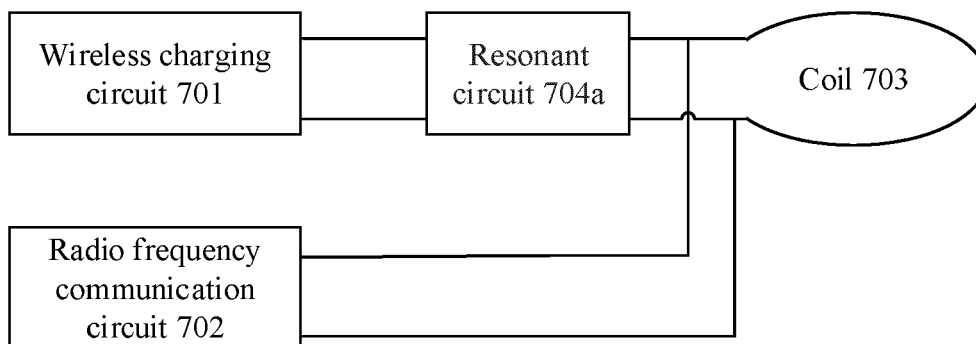 Wireless charging
circuit 701
Resonant
circuit 704a
Coil 703
Radio frequency
communication
circuit 702